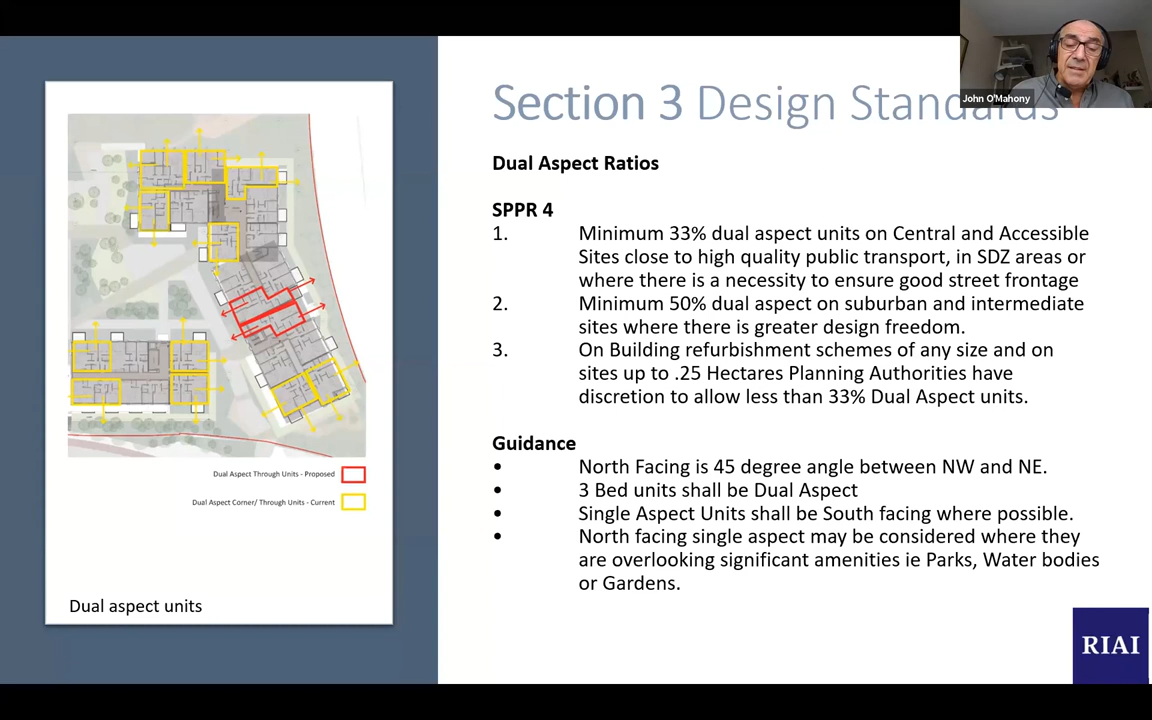 John O'Mahony
Section 3 Design Standards
Dual Aspect Ratios
SPPR 4
1. Minimum 33% dual aspect units on Central and Accessible
Sites close to high quality public transport, in SDZ areas or
where there is a necessity to ensure good street frontage
2. Minimum 50% dual aspect on suburban and intermediate
sites where there is greater design freedom.
3. On Building refurbishment schemes of any size and on
sites up to .25 Hectares Planning Authorities have
discretion to allow less than 33% Dual Aspect units.
Guidance
• North Facing is 45 degree angle between NW and NE.
• 3 Bed units shall be Dual Aspect
• Single Aspect Units shall be South facing where possible.
• North facing single aspect may be considered where they
are overlooking significant amenities ie Parks, Water bodies
or Gardens.
Dual Aspect Through Units - Proposed
Dual Aspect Corner/ Through Units - Current
Dual aspect units
RIAI